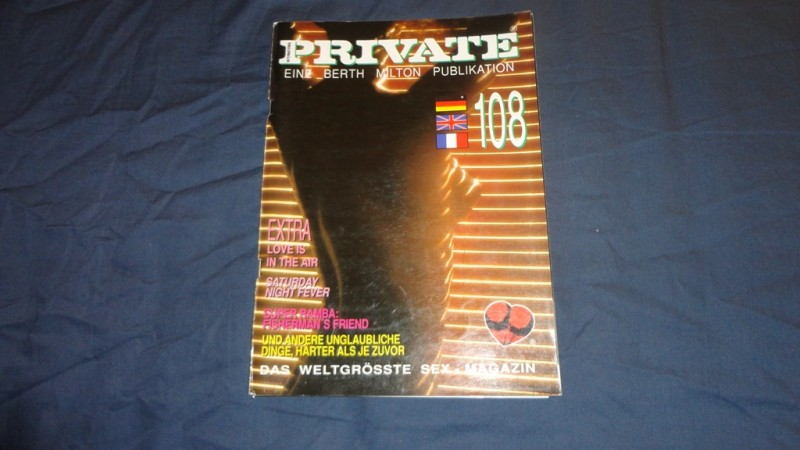 PRIVATE
EINE BERTH MILTON PUBLIKATION
108
EXTRA
LOVE IS
IN THE AIR
SATURDAY
NIGHT FEVER
SUPER SAMBA:
FISHERMAN'S FRIEND
UND ANDERE UNGLAUBLICHE
DINGE, HÄRTER ALS JE ZUVOR
DAS WELTGRÖSSTE SEX - MAGAZIN